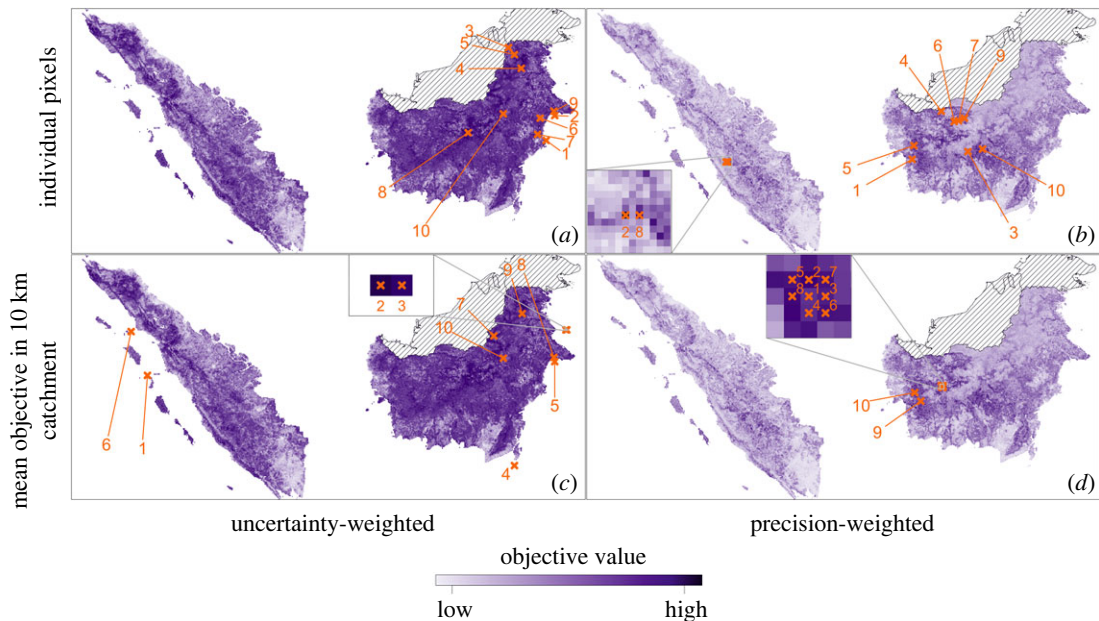 individual pixels
3
5
4
9
2
6
7
1
8
10
(a)
6
7
4
9
5
1
2
8
10
3
(b)
mean objective in 10 km
catchment
8
9
2
3
7
10
6
1
5
4
(c)
5 2 7
8 1 3
4 6
10
9
(d)
uncertainty-weighted
precision-weighted
objective value
low
high